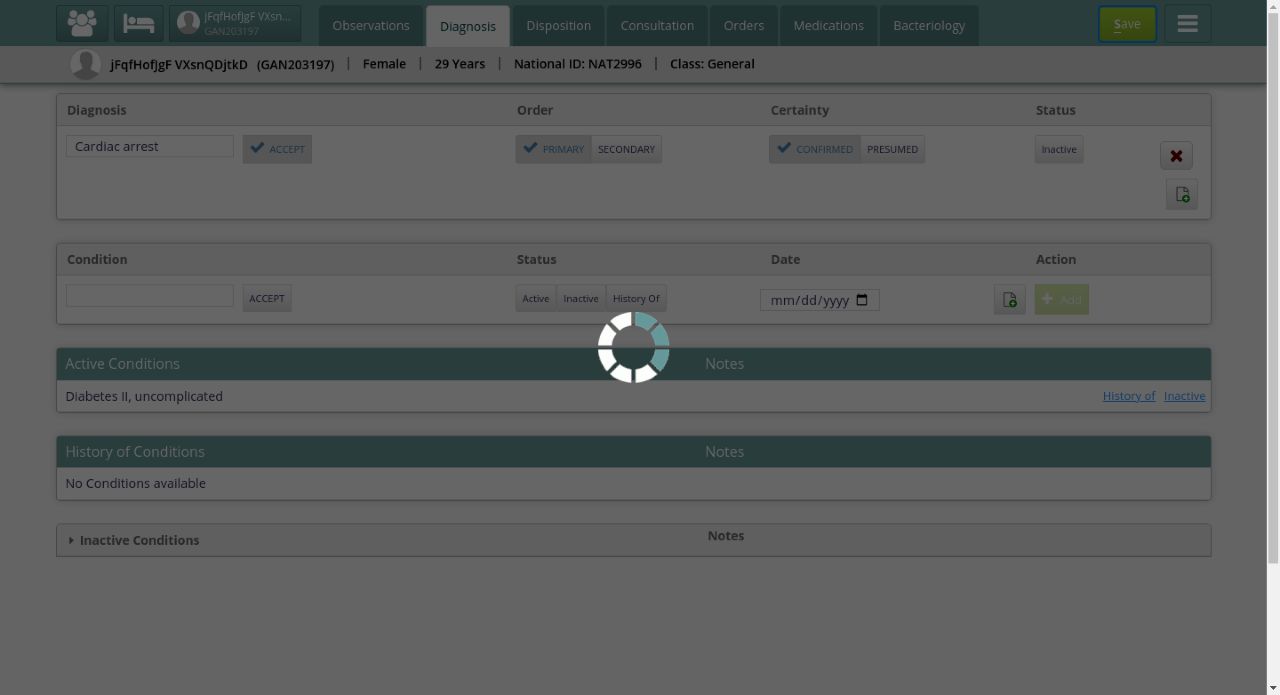 jFqfHofJgF VXsn...
GAN203197
Observations
Diagnosis
Disposition
Consultation
Orders
Medications
Bacteriology
Save
jFqfHofJgF VXsnQDjtkD (GAN203197) | Female | 29 Years | National ID: NAT2996 | Class: General
Diagnosis Order Certainty Status
Cardiac arrest ACCEPT PRIMARY SECONDARY CONFIRMED PRESUMED Inactive
Condition Status Date Action
ACCEPT Active Inactive History Of mm/dd/yyyy Add
Active Conditions Notes
Diabetes II, uncomplicated History of Inactive
History of Conditions Notes
No Conditions available
Inactive Conditions Notes